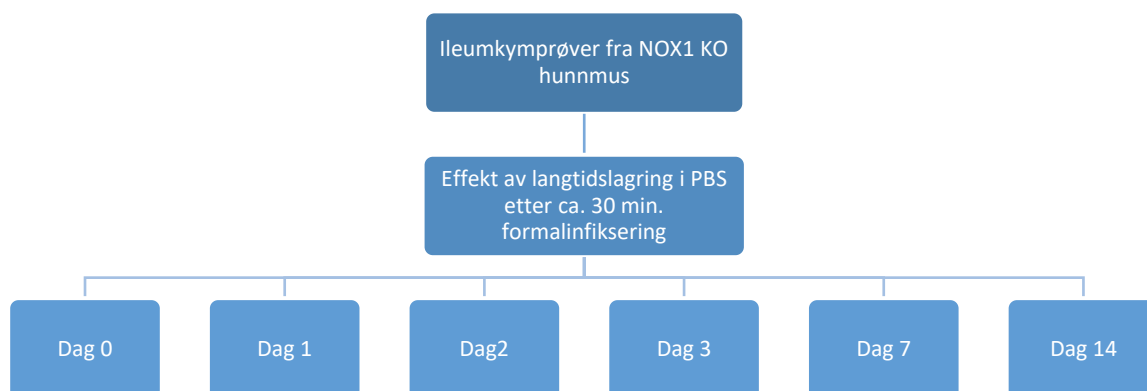 Ileumkymprøver fra NOX1 KO
hunnmus
Effekt av langtidslagring i PBS
etter ca. 30 min.
formalinfiksering
Dag 0
Dag 1
Dag2
Dag 3
Dag 7
Dag 14